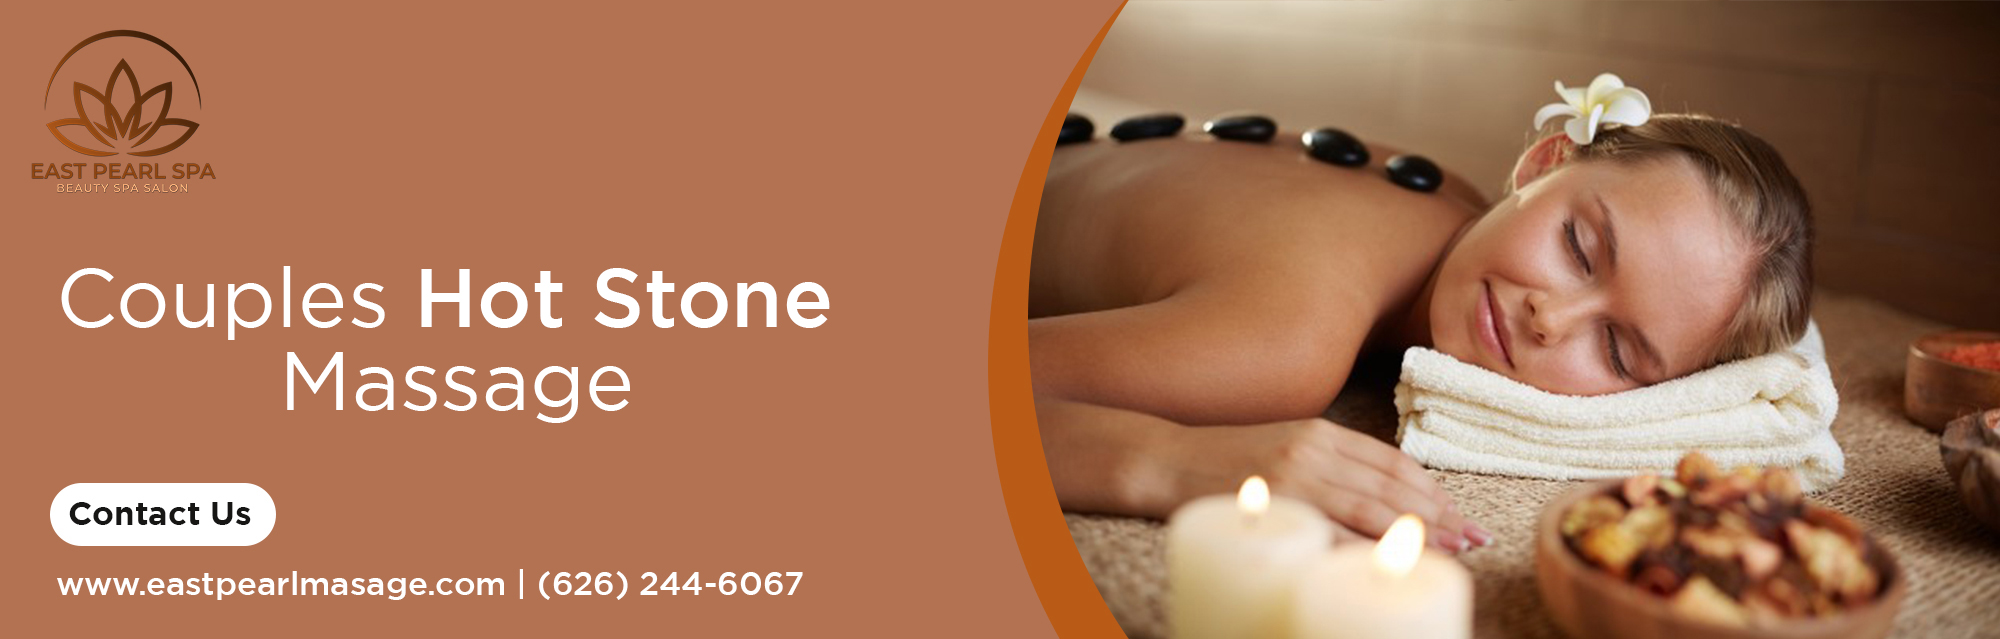 EAST PEARL SPA
BEAUTY SPA SALON
Couples Hot Stone
Massage
Contact Us
www.eastpearlmasage.com | (626) 244-6067